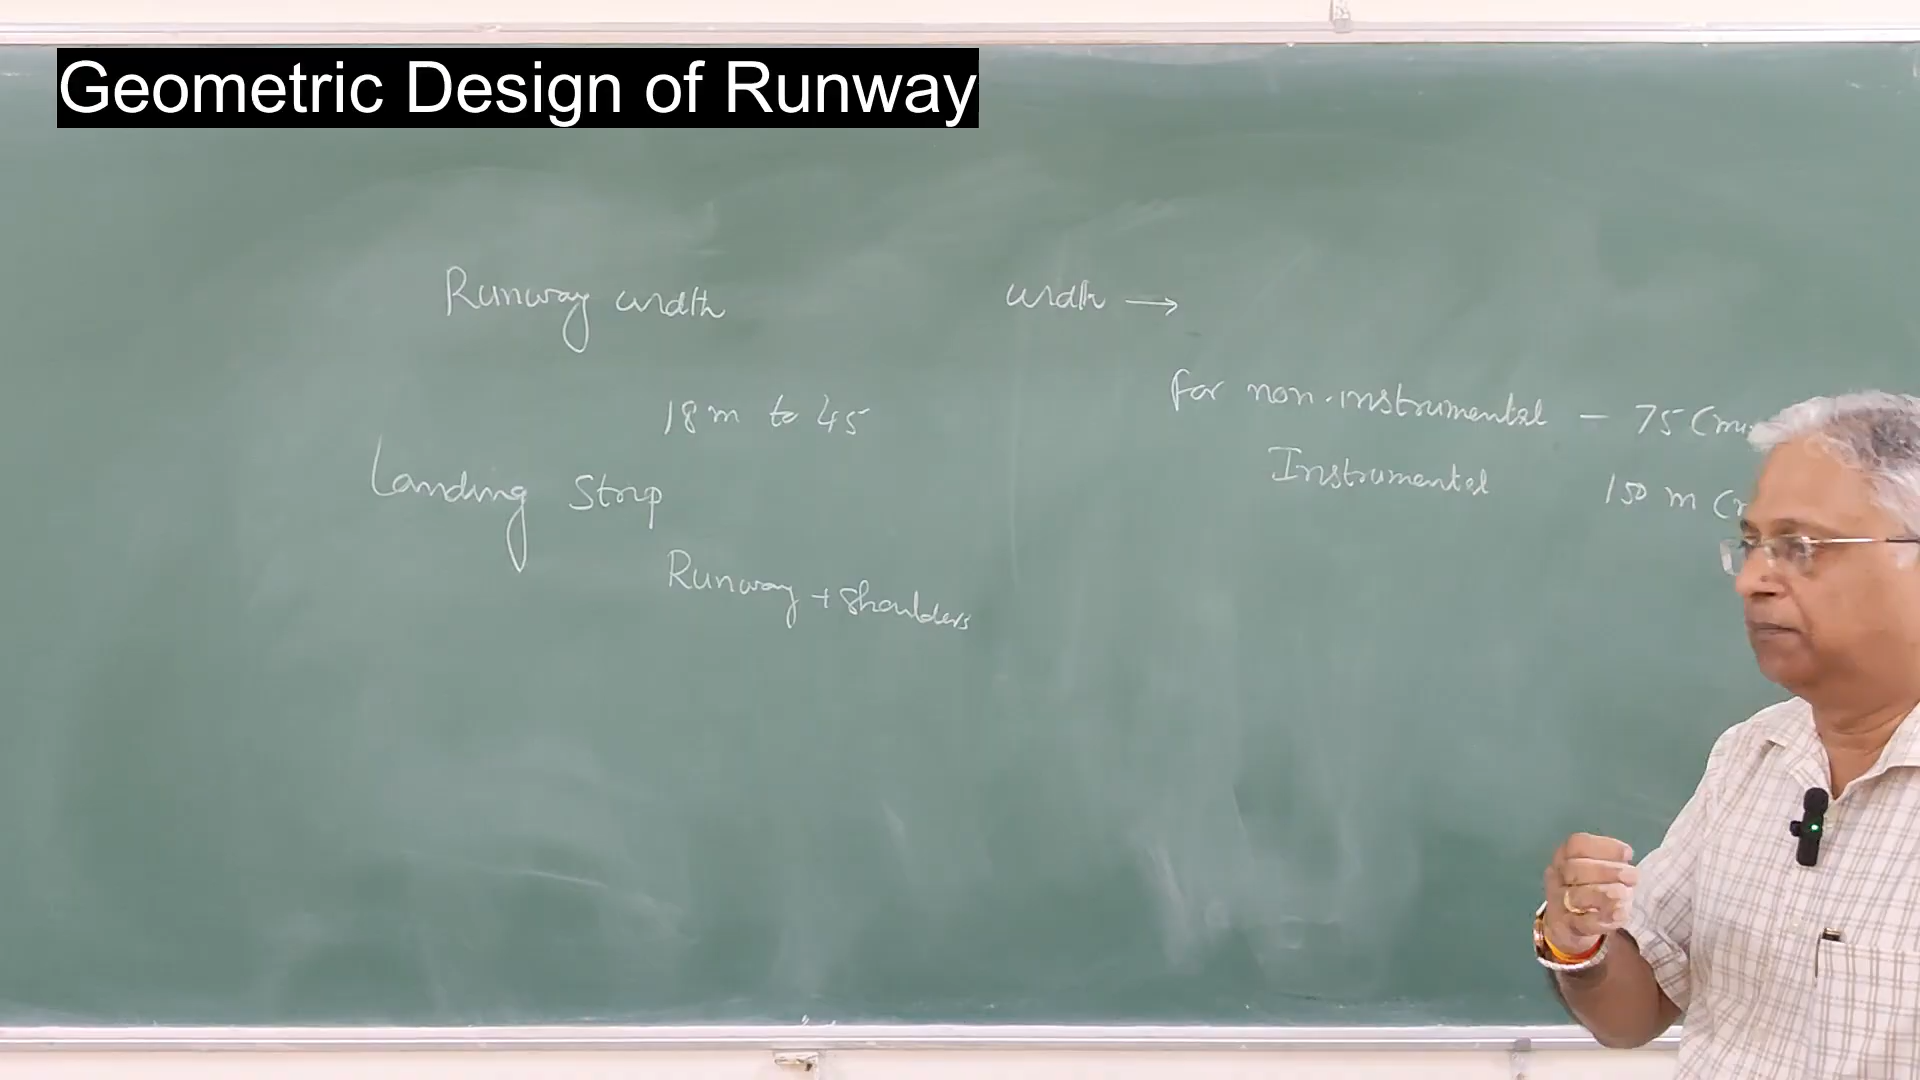 Geometric Design of Runway
Runway width
18 m to 45
Landing Strip
Runway + Shoulders
width →
for non-instrumental - 75 (
Instrumental 150 m (